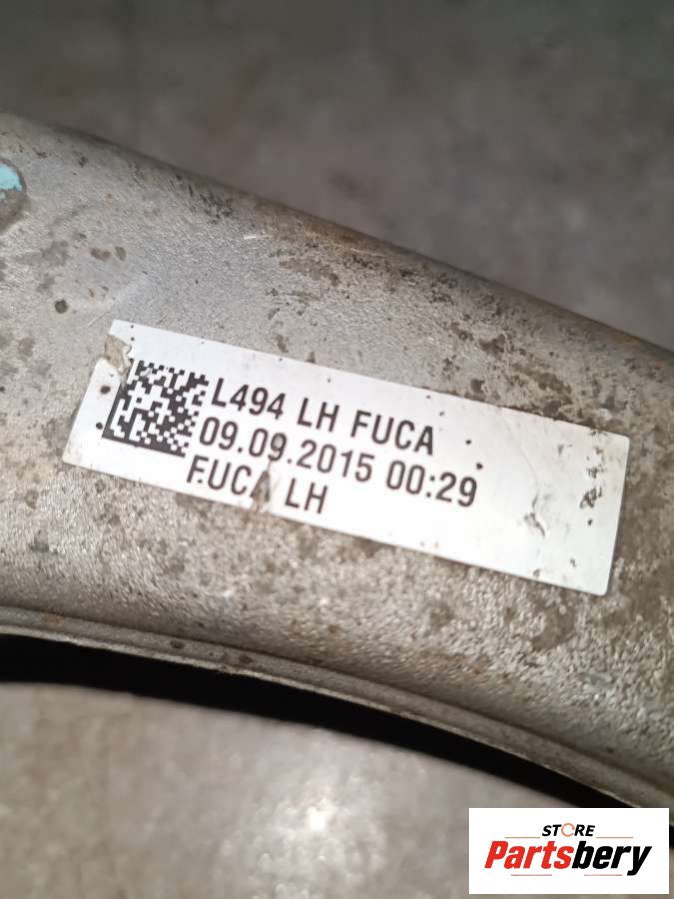 L494 LH FUCA
09.09.2015 00:29
FUCA LH
STORE
Partsbery